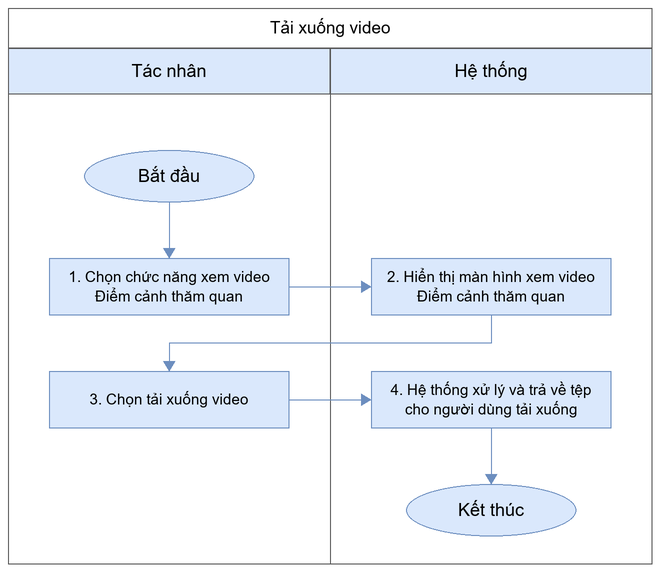 Tải xuống video
Tác nhân
Hệ thống
Bắt đầu
1. Chọn chức năng xem video
Điểm cảnh thăm quan
2. Hiển thị màn hình xem video
Điểm cảnh thăm quan
3. Chọn tải xuống video
4. Hệ thống xử lý và trả về tệp
cho người dùng tải xuống
Kết thúc